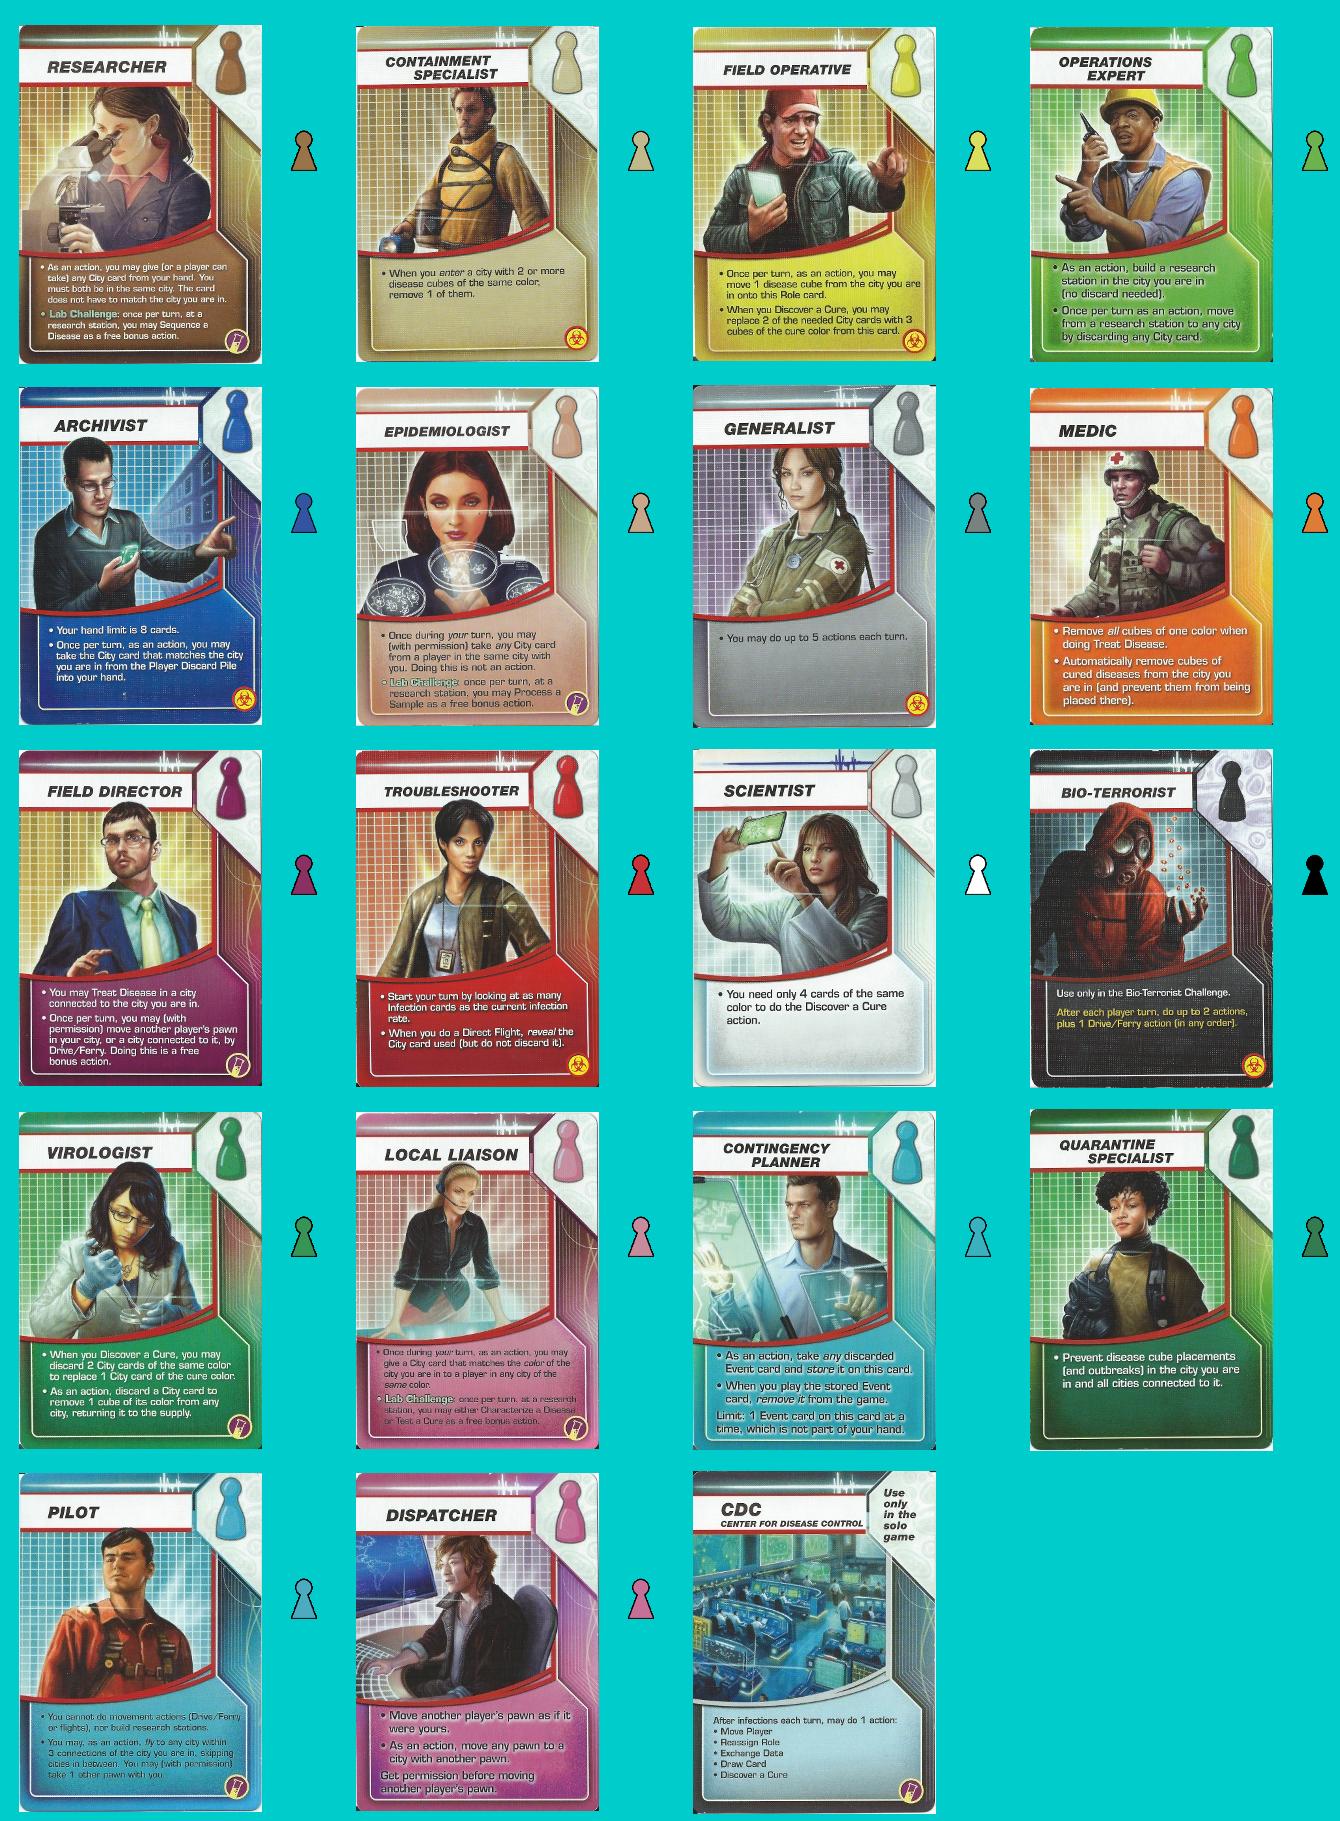 RESEARCHER
• As an action, you may give (or a player can
take) any City card from your hand. You
must both be in the same city. The card
does not have to match the city you are in.
• Lab Challenge: once per turn, at a
research station, you may Sequence a
Disease as a free bonus action.
CONTAINMENT
SPECIALIST
• When you enter a city with 2 or more
disease cubes of the same color,
remove 1 of them.
FIELD OPERATIVE
• Once per turn, as an action, you may
move 1 disease cube from the city you are
in onto this Role card.
• When you Discover a Cure, you may
replace 2 of the needed City cards with 3
cubes of the cure color from this card.
OPERATIONS
EXPERT
• As an action, build a research
station in the city you are in
(no discard needed).
• Once per turn as an action, move
from a research station to any city
by discarding any City card.
ARCHIVIST
• Your hand limit is 8 cards.
• Once per turn, as an action, you may
take the City card that matches the city
you are in from the Player Discard Pile
into your hand.
EPIDEMIOLOGIST
• Once during your turn, you may
(with permission) take any City card
from a player in the same city with
you. Doing this is not an action.
• Lab Challenge: once per turn, at a
research station, you may Process a
Sample as a free bonus action.
GENERALIST
• You may do up to 5 actions each turn.
MEDIC
• Remove all cubes of one color when
doing Treat Disease.
• Automatically remove cubes of
cured diseases from the city you
are in (and prevent them from being
placed there).
FIELD DIRECTOR
• You may Treat Disease in a city
connected to the city you are in.
• Once per turn, you may (with
permission) move another player's pawn
in your city, or a city connected to it, by
Drive/Ferry. Doing this is a free
bonus action.
TROUBLESHOOTER
• Start your turn by looking at as many
Infection cards as the current infection
rate.
• When you do a Direct Flight, reveal the
City card used (but do not discard it).
SCIENTIST
• You need only 4 cards of the same
color to do the Discover a Cure
action.
BIO-TERRORIST
Use only in the Bio-Terrorist Challenge.
After each player turn, do up to 2 actions,
plus 1 Drive/Ferry action (in any order).
VIROLOGIST
• When you Discover a Cure, you may
discard 2 City cards of the same color
to replace 1 City card of the cure color.
• As an action, discard a City card to
remove 1 cube of its color from any
city, returning it to the supply.
LOCAL LIAISON
• Once during your turn, as an action, you may
give a City card that matches the color of the
city you are in to a player in any city of the
same color.
• Lab Challenge: once per turn, at a research
station, you may either Characterize a Disease
or Test a Cure as a free bonus action.
CONTINGENCY
PLANNER
• As an action, take any discarded
Event card and store it on this card.
• When you play the stored Event
card, remove it from the game.
Limit: 1 Event card on this card at a
time, which is not part of your hand.
QUARANTINE
SPECIALIST
• Prevent disease cube placements
(and outbreaks) in the city you are
in and all cities connected to it.
PILOT
• You cannot do movement actions (Drive/Ferry
or flights), nor build research stations.
• You may, as an action, fly to any city within
3 connections of the city you are in, skipping
cities in between. You may (with permission)
take 1 other pawn with you.
DISPATCHER
• Move another player's pawn as if it
were yours.
• As an action, move any pawn to a
city with another pawn.
Get permission before moving
another player's pawn.
CDC
CENTER FOR DISEASE CONTROL
Use
only
in the
solo
game
After infections each turn, may do 1 action:
• Move Player
• Reassign Role
• Exchange Data
• Draw Card
• Discover a Cure